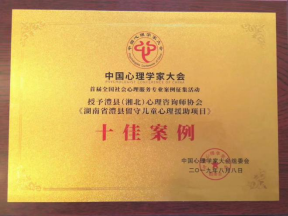 中国心理学家大会
首届全国社会心理服务专业案例征集活动
授予澧县(湘北)心理咨询师协会
《湖南省澧县留守儿童心理援助项目》
十佳案例
中国心理学家大会组委会
二〇一九年八月八日